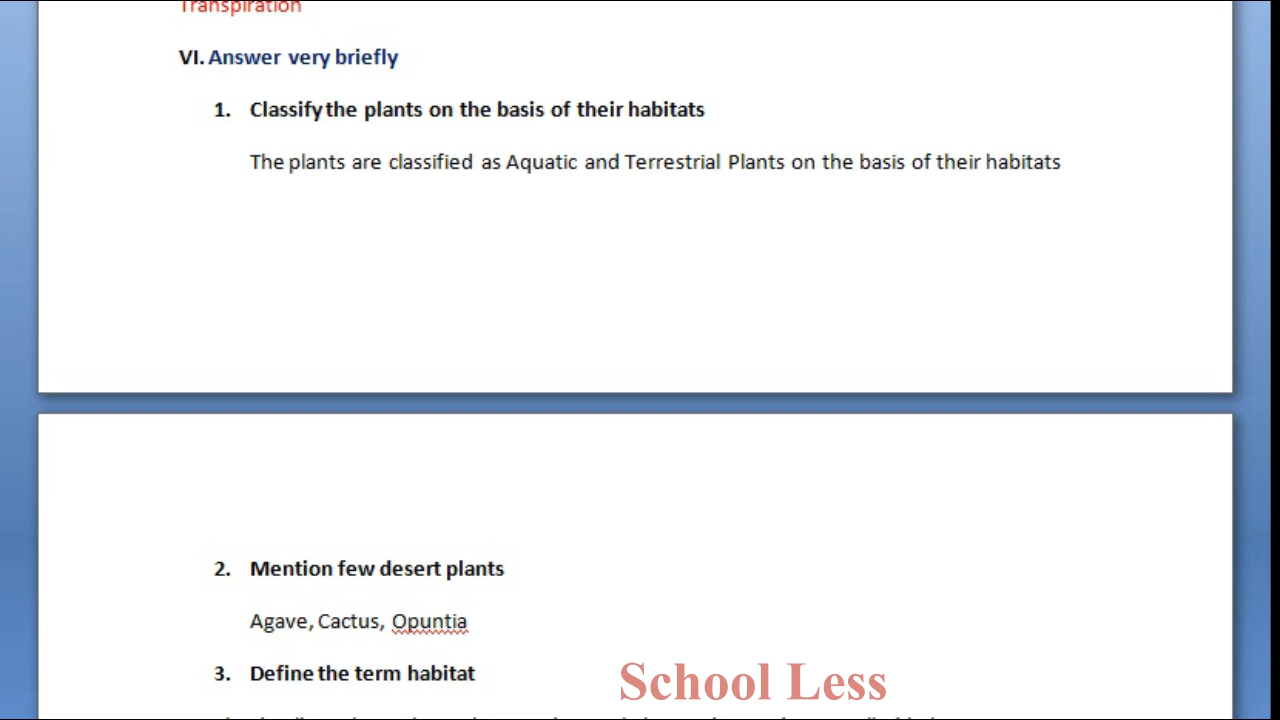 Transpiration
VI. Answer very briefly
1. Classify the plants on the basis of their habitats
The plants are classified as Aquatic and Terrestrial Plants on the basis of their habitats
2. Mention few desert plants
Agave, Cactus, Opuntia
3. Define the term habitat
School Less